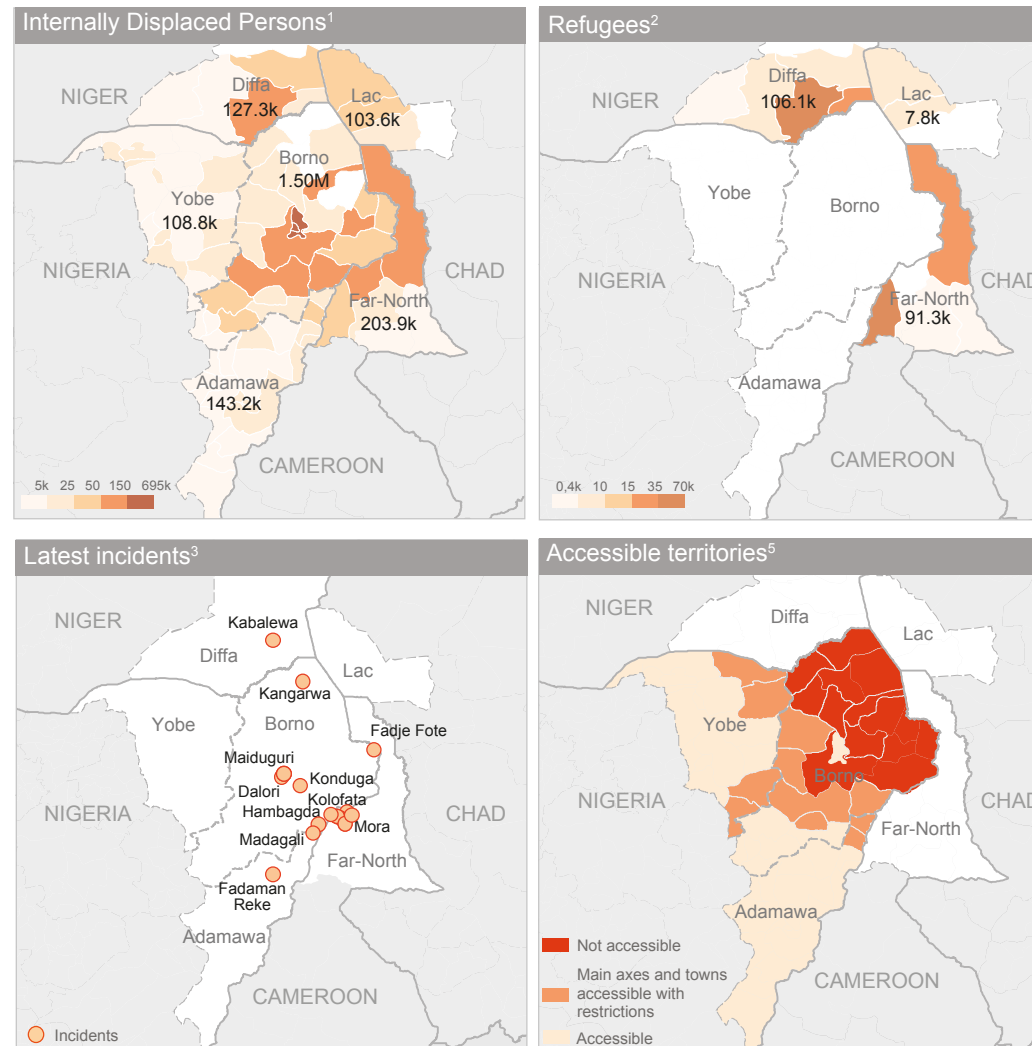 Internally Displaced Persons¹
NIGER
Diffa
127.3k
Lac
103.6k
Borno
1.50M
Yobe
108.8k
NIGERIA
CHAD
Far-North
203.9k
Adamawa
143.2k
CAMEROON
5k 25 50 150 695k
Refugees²
NIGER
Diffa
106.1k
Lac
7.8k
Yobe
Borno
NIGERIA
CHAD
Far-North
91.3k
Adamawa
CAMEROON
0,4k 10 15 35 70k
Latest incidents³
NIGER
Kabalewa
Diffa
Lac
Kangarwa
Yobe
Borno
Fadje Fote
Maiduguri
Dalori
Konduga
NIGERIA
Hambagda
Kolofata
CHAD
Mora
Madagali
Far-North
Fadaman
Reke
Adamawa
CAMEROON
Incidents
Accessible territories⁵
NIGER
Diffa
Lac
Yobe
Borno
NIGERIA
CHAD
Far-North
Adamawa
CAMEROON
Not accessible
Main axes and towns
accessible with
restrictions
Accessible